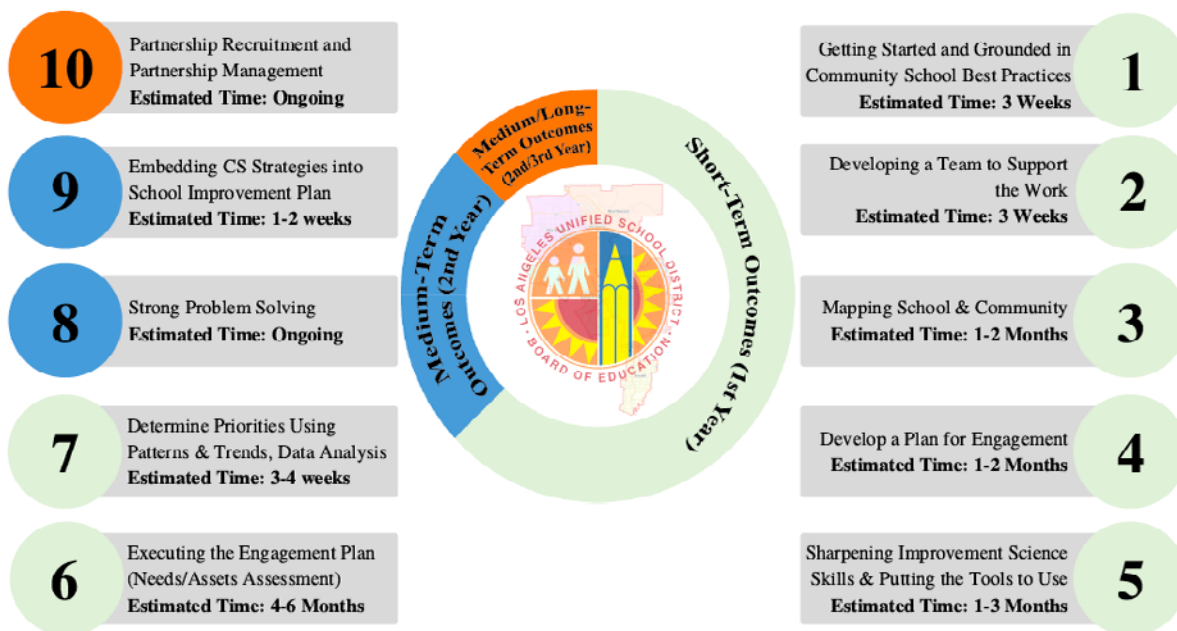 10
Partnership Recruitment and
Partnership Management
Estimated Time: Ongoing
9
Embedding CS Strategies into
School Improvement Plan
Estimated Time: 1-2 weeks
8
Strong Problem Solving
Estimated Time: Ongoing
7
Determine Priorities Using
Patterns & Trends, Data Analysis
Estimated Time: 3-4 weeks
6
Executing the Engagement Plan
(Needs/Assets Assessment)
Estimated Time: 4-6 Months
Medium/Long-
Term Outcomes
(2nd/3rd Year)
Medium-Term
Outcomes (2nd Year)
Short-Term Outcomes (1st Year)
LOS ANGELES UNIFIED SCHOOL DISTRICT
BOARD OF EDUCATION
Getting Started and Grounded in
Community School Best Practices
Estimated Time: 3 Weeks
1
Developing a Team to Support
the Work
Estimated Time: 3 Weeks
2
Mapping School & Community
Estimated Time: 1-2 Months
3
Develop a Plan for Engagement
Estimated Time: 1-2 Months
4
Sharpening Improvement Science
Skills & Putting the Tools to Use
Estimated Time: 1-3 Months
5